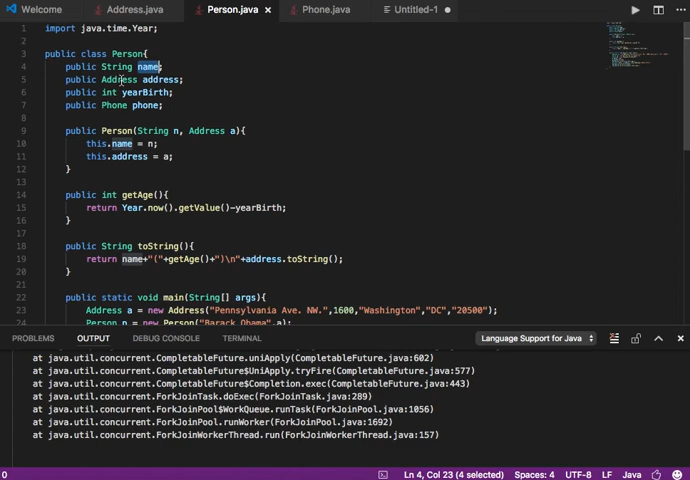 Welcome Address.java Person.java Phone.java Untitled-1
1 import java.time.Year;
2
3 public class Person{
4 public String name;
5 public Address address;
6 public int yearBirth;
7 public Phone phone;
8
9 public Person(String n, Address a){
10 this.name = n;
11 this.address = a;
12 }
13
14 public int getAge(){
15 return Year.now().getValue()-yearBirth;
16 }
17
18 public String toString(){
19 return name+"("+getAge()+")\n"+address.toString();
20 }
21
22 public static void main(String[] args){
23 Address a = new Address("Pennsylvania Ave. NW.",1600,"Washington","DC","20500");
24 Person p = new Person("Barack Obama",a);
PROBLEMS OUTPUT DEBUG CONSOLE TERMINAL Language Support for Java
at java.util.concurrent.CompletableFuture.uniApply(CompletableFuture.java:602)
at java.util.concurrent.CompletableFuture$UniApply.tryFire(CompletableFuture.java:577)
at java.util.concurrent.CompletableFuture$Completion.exec(CompletableFuture.java:443)
at java.util.concurrent.ForkJoinTask.doExec(ForkJoinTask.java:289)
at java.util.concurrent.ForkJoinPool$WorkQueue.runTask(ForkJoinPool.java:1056)
at java.util.concurrent.ForkJoinPool.runWorker(ForkJoinPool.java:1692)
at java.util.concurrent.ForkJoinWorkerThread.run(ForkJoinWorkerThread.java:157)
0 Ln 4, Col 23 (4 selected) Spaces: 4 UTF-8 LF Java